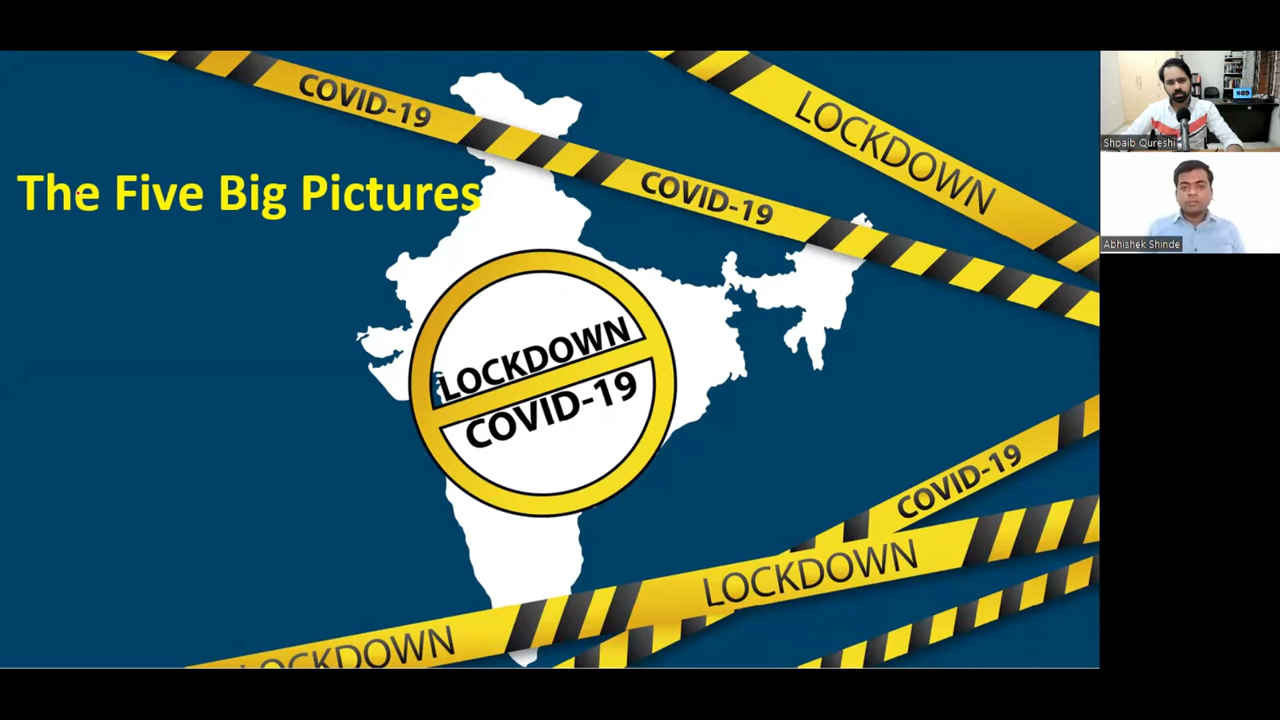 COVID-19
LOCKDOWN
The Five Big Pictures
COVID-19
LOCKDOWN
COVID-19
COVID-19
LOCKDOWN
LOCKDOWN
Shoaib Qureshi
Abhishek Shinde